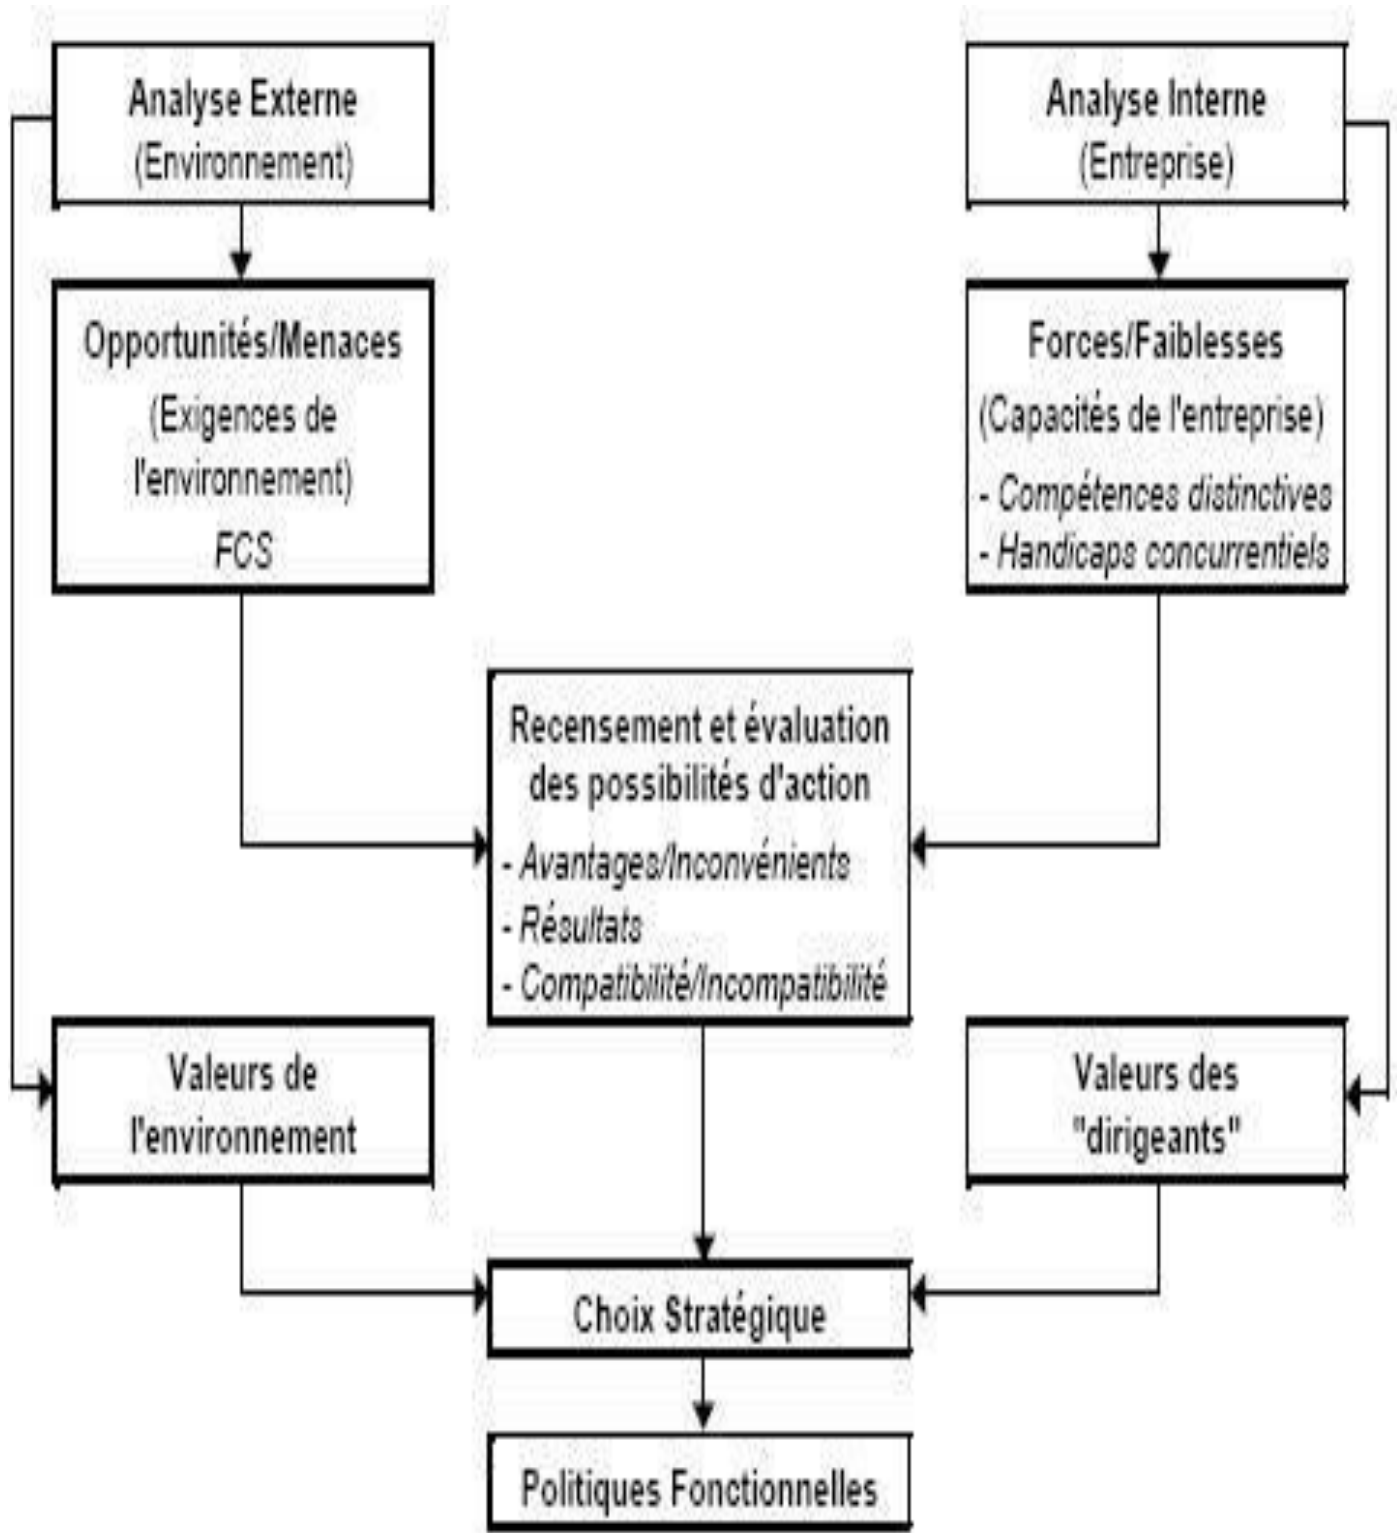 Analyse Externe
(Environnement)
Analyse Interne
(Entreprise)
Opportunités/Menaces
(Exigences de
l'environnement)
FCS
Forces/Faiblesses
(Capacités de l'entreprise)
- Compétences distinctives
- Handicaps concurrentiels
Recensement et évaluation
des possibilités d'action
- Avantages/Inconvénients
- Résultats
- Compatibilité/Incompatibilité
Valeurs de
l'environnement
Valeurs des
"dirigeants"
Choix Stratégique
Politiques Fonctionnelles